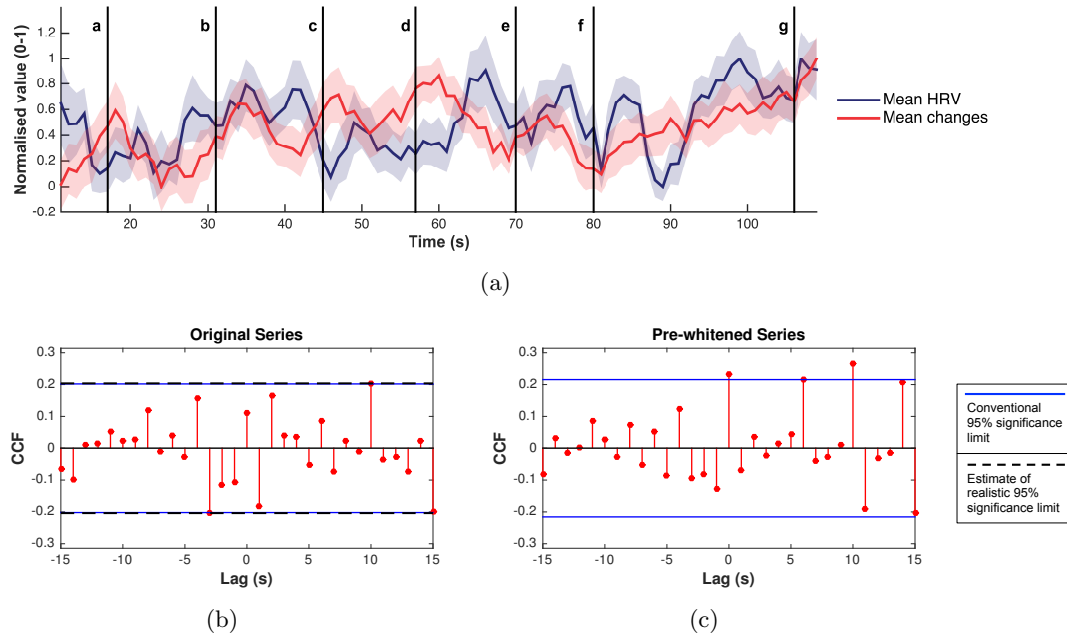 a b c d e f g
Normalised value (0-1)
1.2
1
0.8
0.6
0.4
0.2
0
-0.2
20 30 40 50 60 70 80 90 100
Time (s)
Mean HRV
Mean changes
(a)
Original Series
CCF
0.3
0.2
0.1
0
-0.1
-0.2
-0.3
-15 -10 -5 0 5 10 15
Lag (s)
(b)
Pre-whitened Series
CCF
0.3
0.2
0.1
0
-0.1
-0.2
-0.3
-15 -10 -5 0 5 10 15
Lag (s)
(c)
Conventional
95% significance
limit
Estimate of
realistic 95%
significance limit